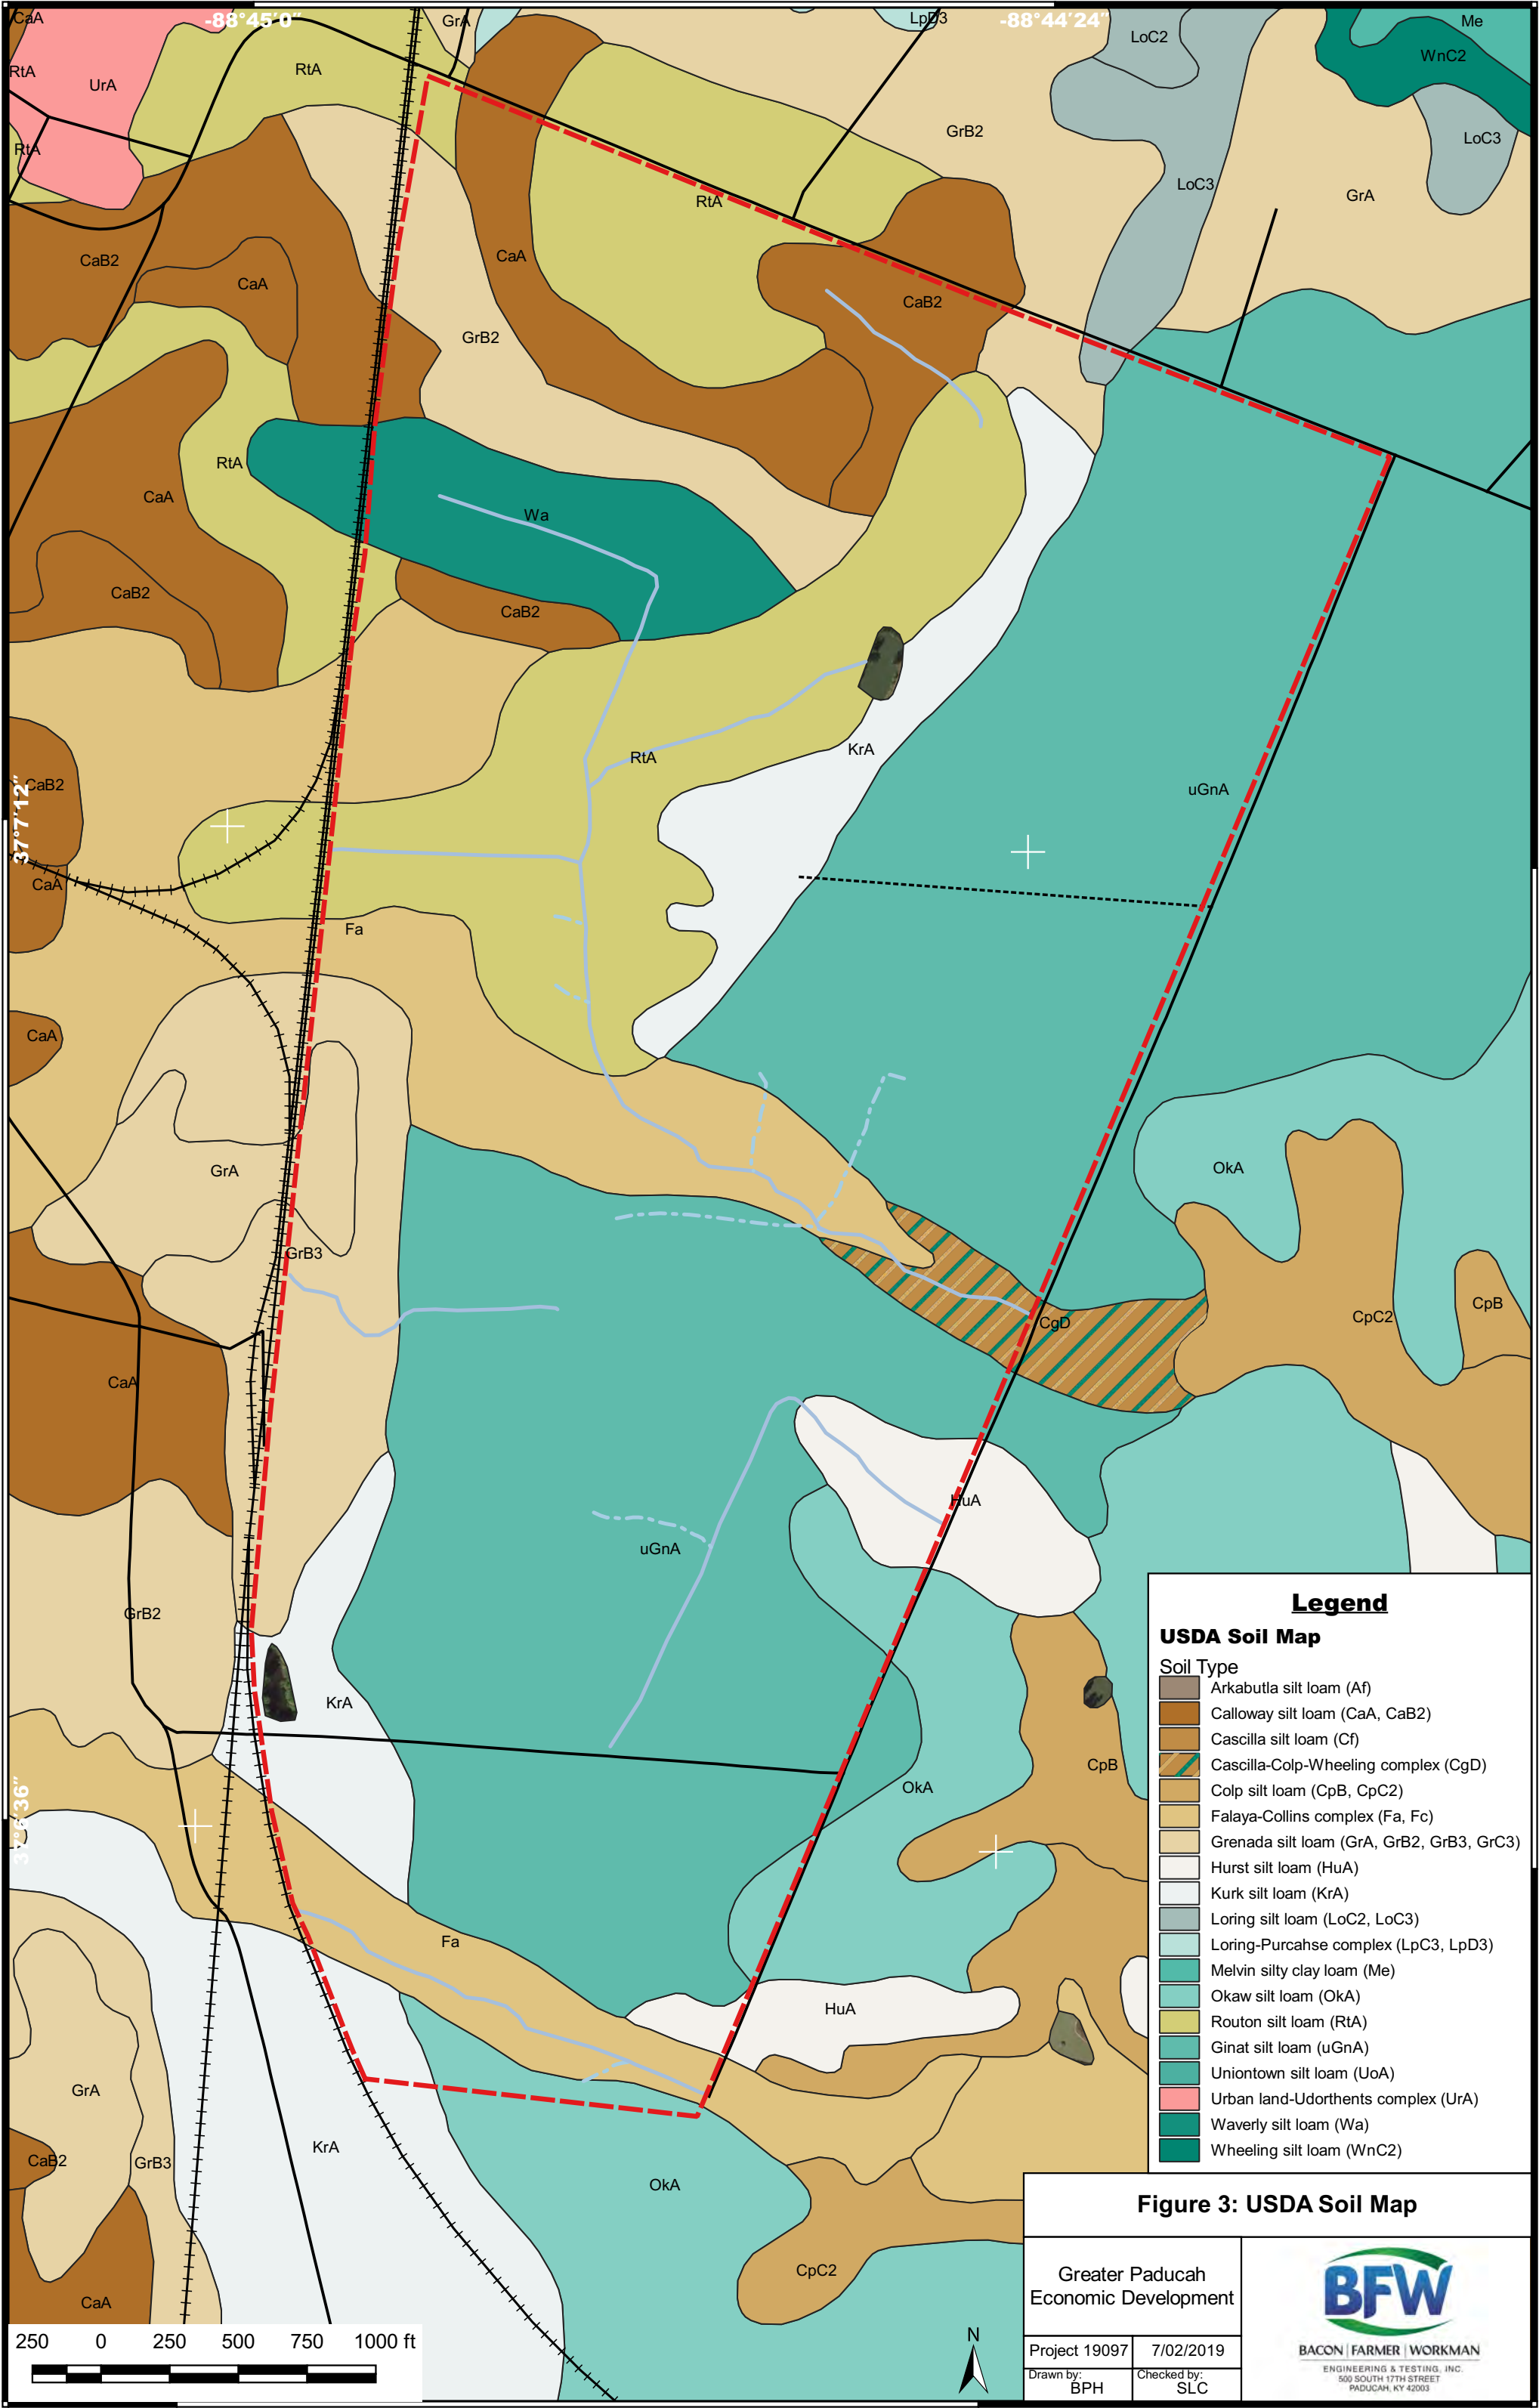 CaA
-88°45'0"
GrA
LpD3
-88°44'24"
LoC2
Me
WnC2
RtA
UrA
RtA
GrB2
LoC3
RtA
LoC3
GrA
RtA
CaB2
CaA
CaA
CaB2
GrB2
RtA
CaA
Wa
CaB2
CaB2
KrA
RtA
CaB2
uGnA
37°7'12"
CaA
Fa
CaA
OkA
GrA
GrB3
CpB
CpC2
CgD
CaA
HuA
uGnA
GrB2
KrA
CpB
OkA
37°6'36"
Fa
HuA
GrA
KrA
CaB2
GrB3
OkA
CpC2
CaA
Legend
USDA Soil Map
Soil Type
Arkabutla silt loam (Af)
Calloway silt loam (CaA, CaB2)
Cascilla silt loam (Cf)
Cascilla-Colp-Wheeling complex (CgD)
Colp silt loam (CpB, CpC2)
Falaya-Collins complex (Fa, Fc)
Grenada silt loam (GrA, GrB2, GrB3, GrC3)
Hurst silt loam (HuA)
Kurk silt loam (KrA)
Loring silt loam (LoC2, LoC3)
Loring-Purcahse complex (LpC3, LpD3)
Melvin silty clay loam (Me)
Okaw silt loam (OkA)
Routon silt loam (RtA)
Ginat silt loam (uGnA)
Uniontown silt loam (UoA)
Urban land-Udorthents complex (UrA)
Waverly silt loam (Wa)
Wheeling silt loam (WnC2)
Figure 3: USDA Soil Map
Greater Paducah
Economic Development
Project 19097
7/02/2019
Drawn by:
BPH
Checked by:
SLC
BFW
BACON | FARMER | WORKMAN
ENGINEERING & TESTING, INC.
500 SOUTH 17TH STREET
PADUCAH, KY 42003
N
250 0 250 500 750 1000 ft